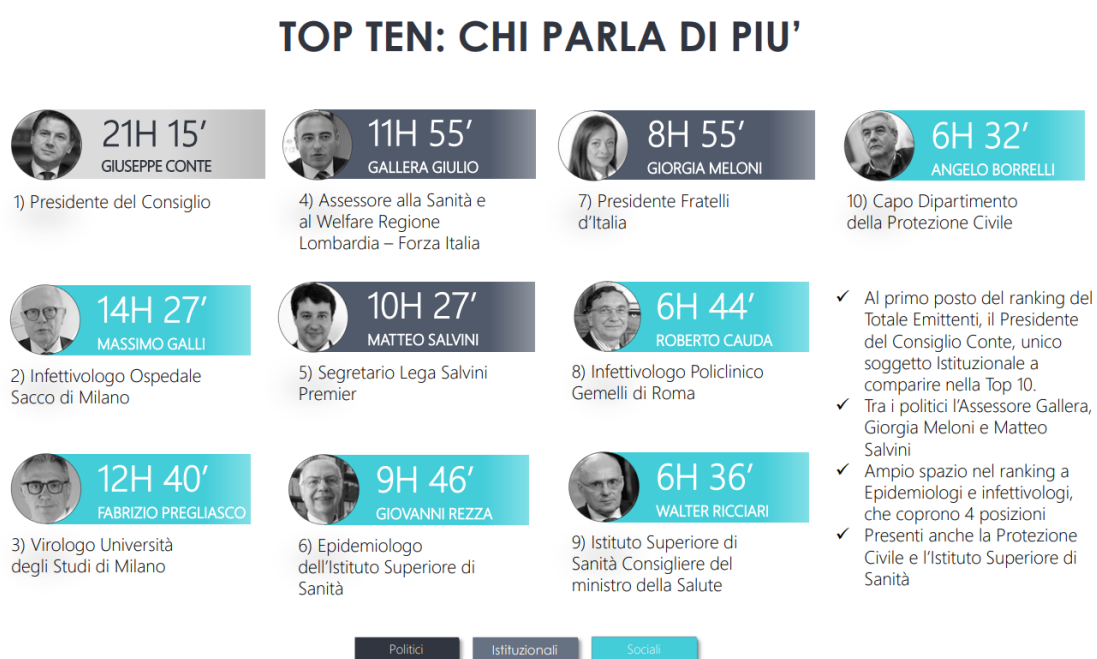 TOP TEN: CHI PARLA DI PIU’
21H 15’
GIUSEPPE CONTE
1) Presidente del Consiglio
14H 27’
MASSIMO GALLI
2) Infettivologo Ospedale
Sacco di Milano
12H 40’
FABRIZIO PREGLIASCO
3) Virologo Università
degli Studi di Milano
11H 55’
GALLERA GIULIO
4) Assessore alla Sanità e
al Welfare Regione
Lombardia – Forza Italia
10H 27’
MATTEO SALVINI
5) Segretario Lega Salvini
Premier
9H 46’
GIOVANNI REZZA
6) Epidemiologo
dell’Istituto Superiore di
Sanità
8H 55’
GIORGIA MELONI
7) Presidente Fratelli
d’Italia
6H 44’
ROBERTO CAUDA
8) Infettivologo Policlinico
Gemelli di Roma
6H 36’
WALTER RICCIARI
9) Istituto Superiore di
Sanità Consigliere del
ministro della Salute
6H 32’
ANGELO BORRELLI
10) Capo Dipartimento
della Protezione Civile
✓ Al primo posto del ranking del
Totale Emittenti, il Presidente
del Consiglio Conte, unico
soggetto Istituzionale a
comparire nella Top 10.
✓ Tra i politici l’Assessore Gallera,
Giorgia Meloni e Matteo
Salvini
✓ Ampio spazio nel ranking a
Epidemiologi e infettivologi,
che coprono 4 posizioni
✓ Presenti anche la Protezione
Civile e l’Istituto Superiore di
Sanità
Politici
Istituzionali
Sociali